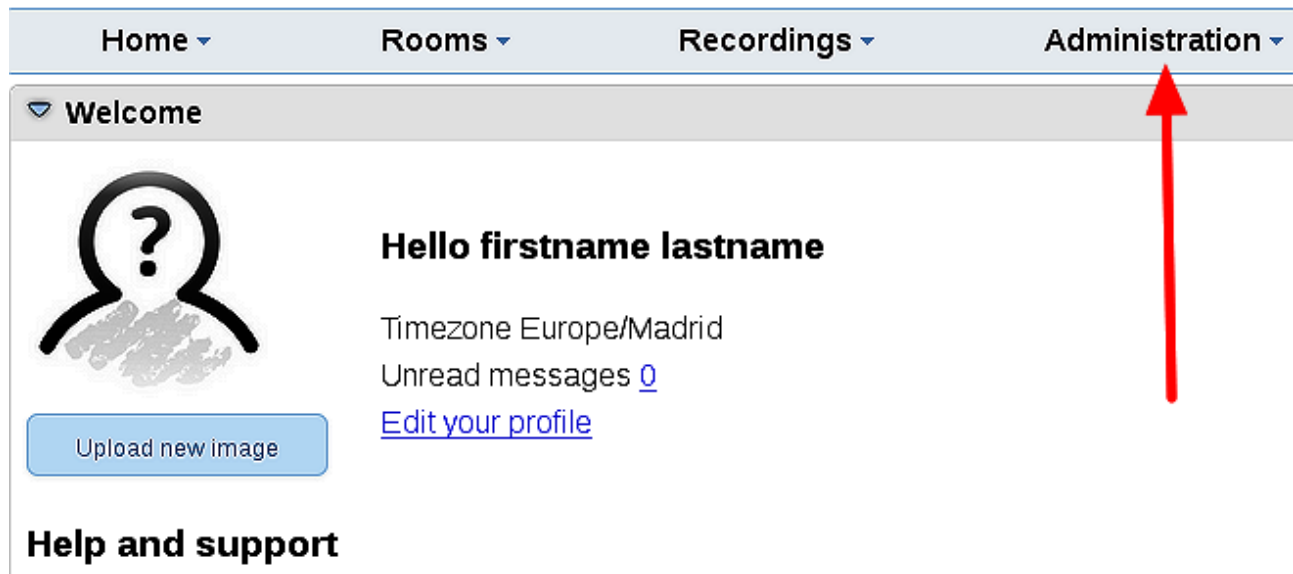 Home Rooms Recordings Administration
Welcome
?
Hello firstname lastname
Timezone Europe/Madrid
Unread messages 0
Edit your profile
Upload new image
Help and support